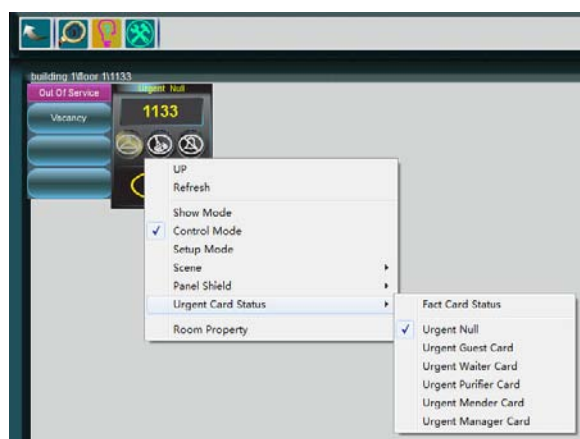 building 1\floor 1\1133
Out Of Service
Urgent Null
Vacancy
1133
UP
Refresh
Show Mode
Control Mode
Setup Mode
Scene
Panel Shield
Urgent Card Status
Room Property
Fact Card Status
Urgent Null
Urgent Guest Card
Urgent Waiter Card
Urgent Purifier Card
Urgent Mender Card
Urgent Manager Card